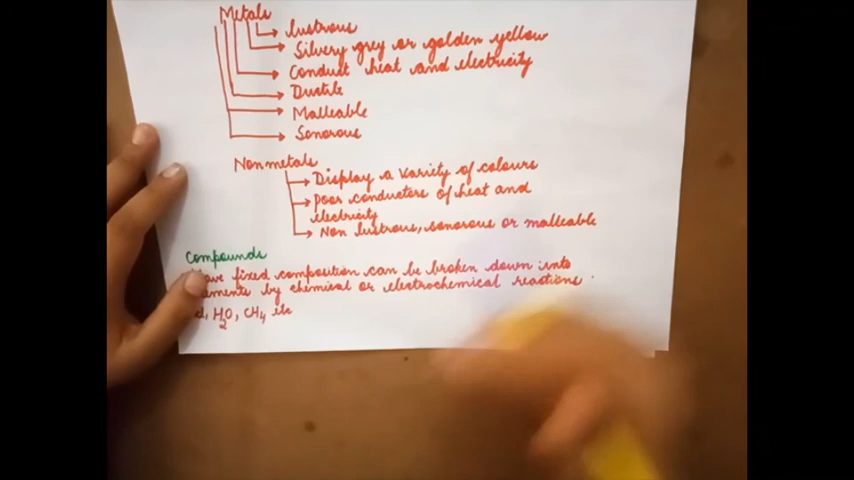 Metals
lustrous
Silvery grey or golden yellow
Conduct heat and electricity
Ductile
Malleable
Sonorous
Nonmetals
Display a variety of colours
Poor conductors of heat and
electricity
Non lustrous, sonorous or malleable
Compounds
fixed composition can be broken down into
by chemical or electrochemical reactions
H2O, CH4 etc